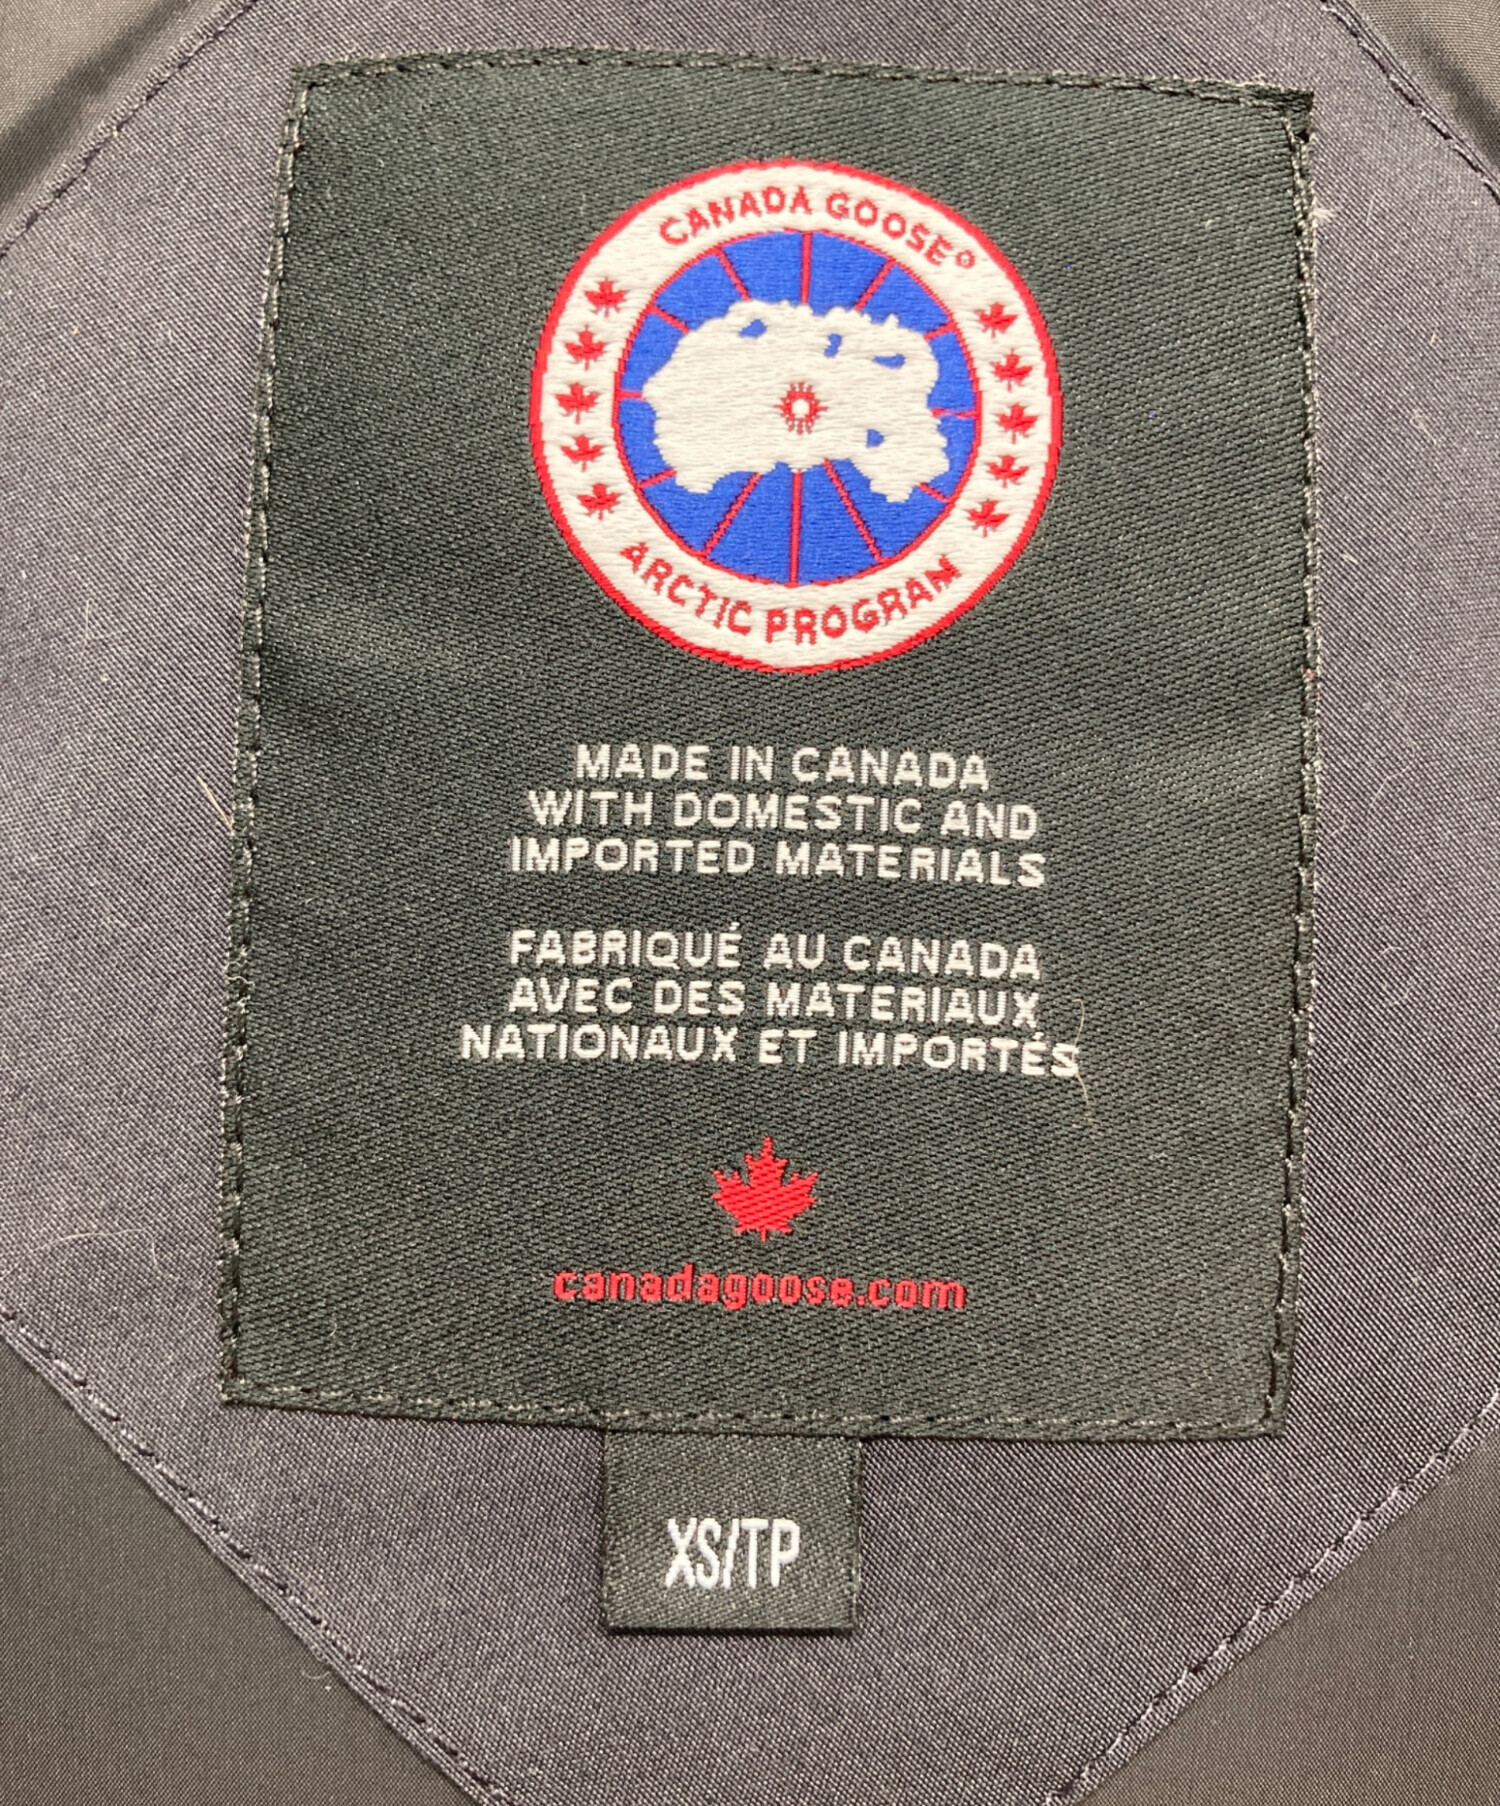 CANADA GOOSE
ARCTIC PROGRAM
MADE IN CANADA
WITH DOMESTIC AND
IMPORTED MATERIALS
FABRIQUÉ AU CANADA
AVEC DES MATERIAUX
NATIONAUX ET IMPORTÉS
canadagoose.com
XS/TP